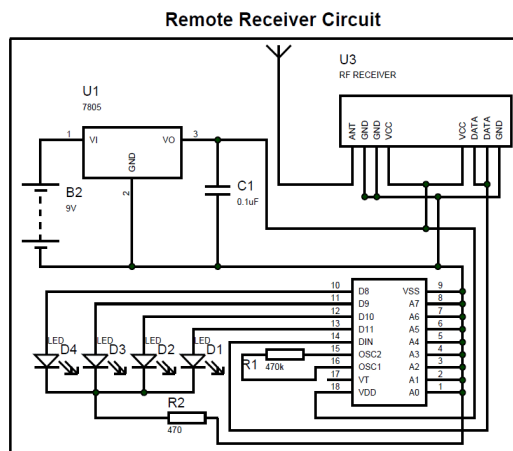 Remote Receiver Circuit
U3
RF RECEIVER
ANT GND GND VCC VCC DATA DATA GND
U1
7805
1 VI VO 3
GND
2
B2
9V
C1
0.1uF
10 D8 VSS 9
11 D9 A7 8
12 D10 A6 7
13 D11 A5 6
14 DIN A4 5
15 OSC2 A3 4
16 OSC1 A2 3
17 VT A1 2
18 VDD A0 1
LED LED LED LED
D4 D3 D2 D1
R1
470k
R2
470